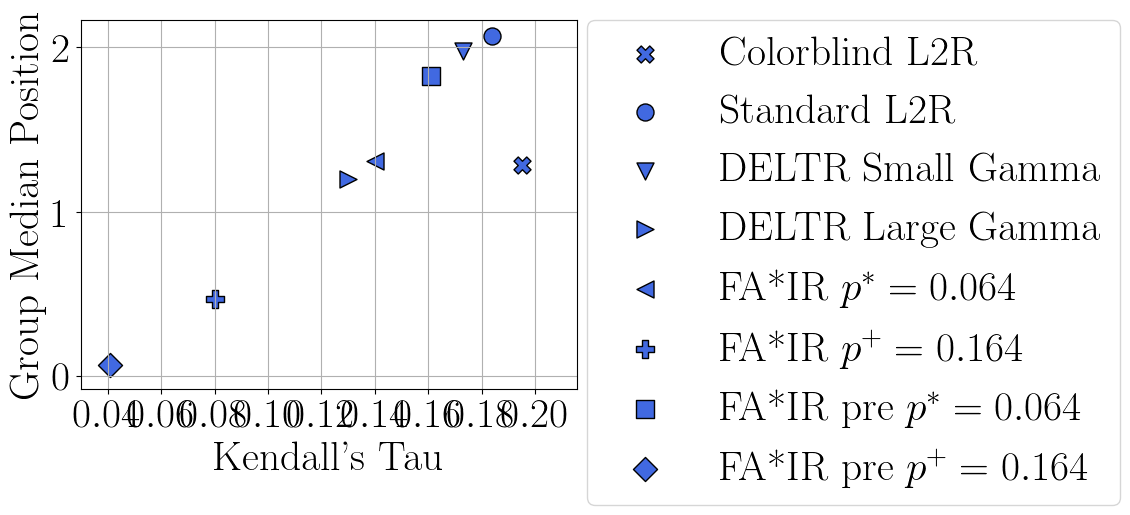 Group Median Position
2
1
0
0.04 0.06 0.08 0.10 0.12 0.14 0.16 0.18 0.20
Kendall's Tau
Colorblind L2R
Standard L2R
DELTR Small Gamma
DELTR Large Gamma
FA*IR p* = 0.064
FA*IR p⁺ = 0.164
FA*IR pre p* = 0.064
FA*IR pre p⁺ = 0.164